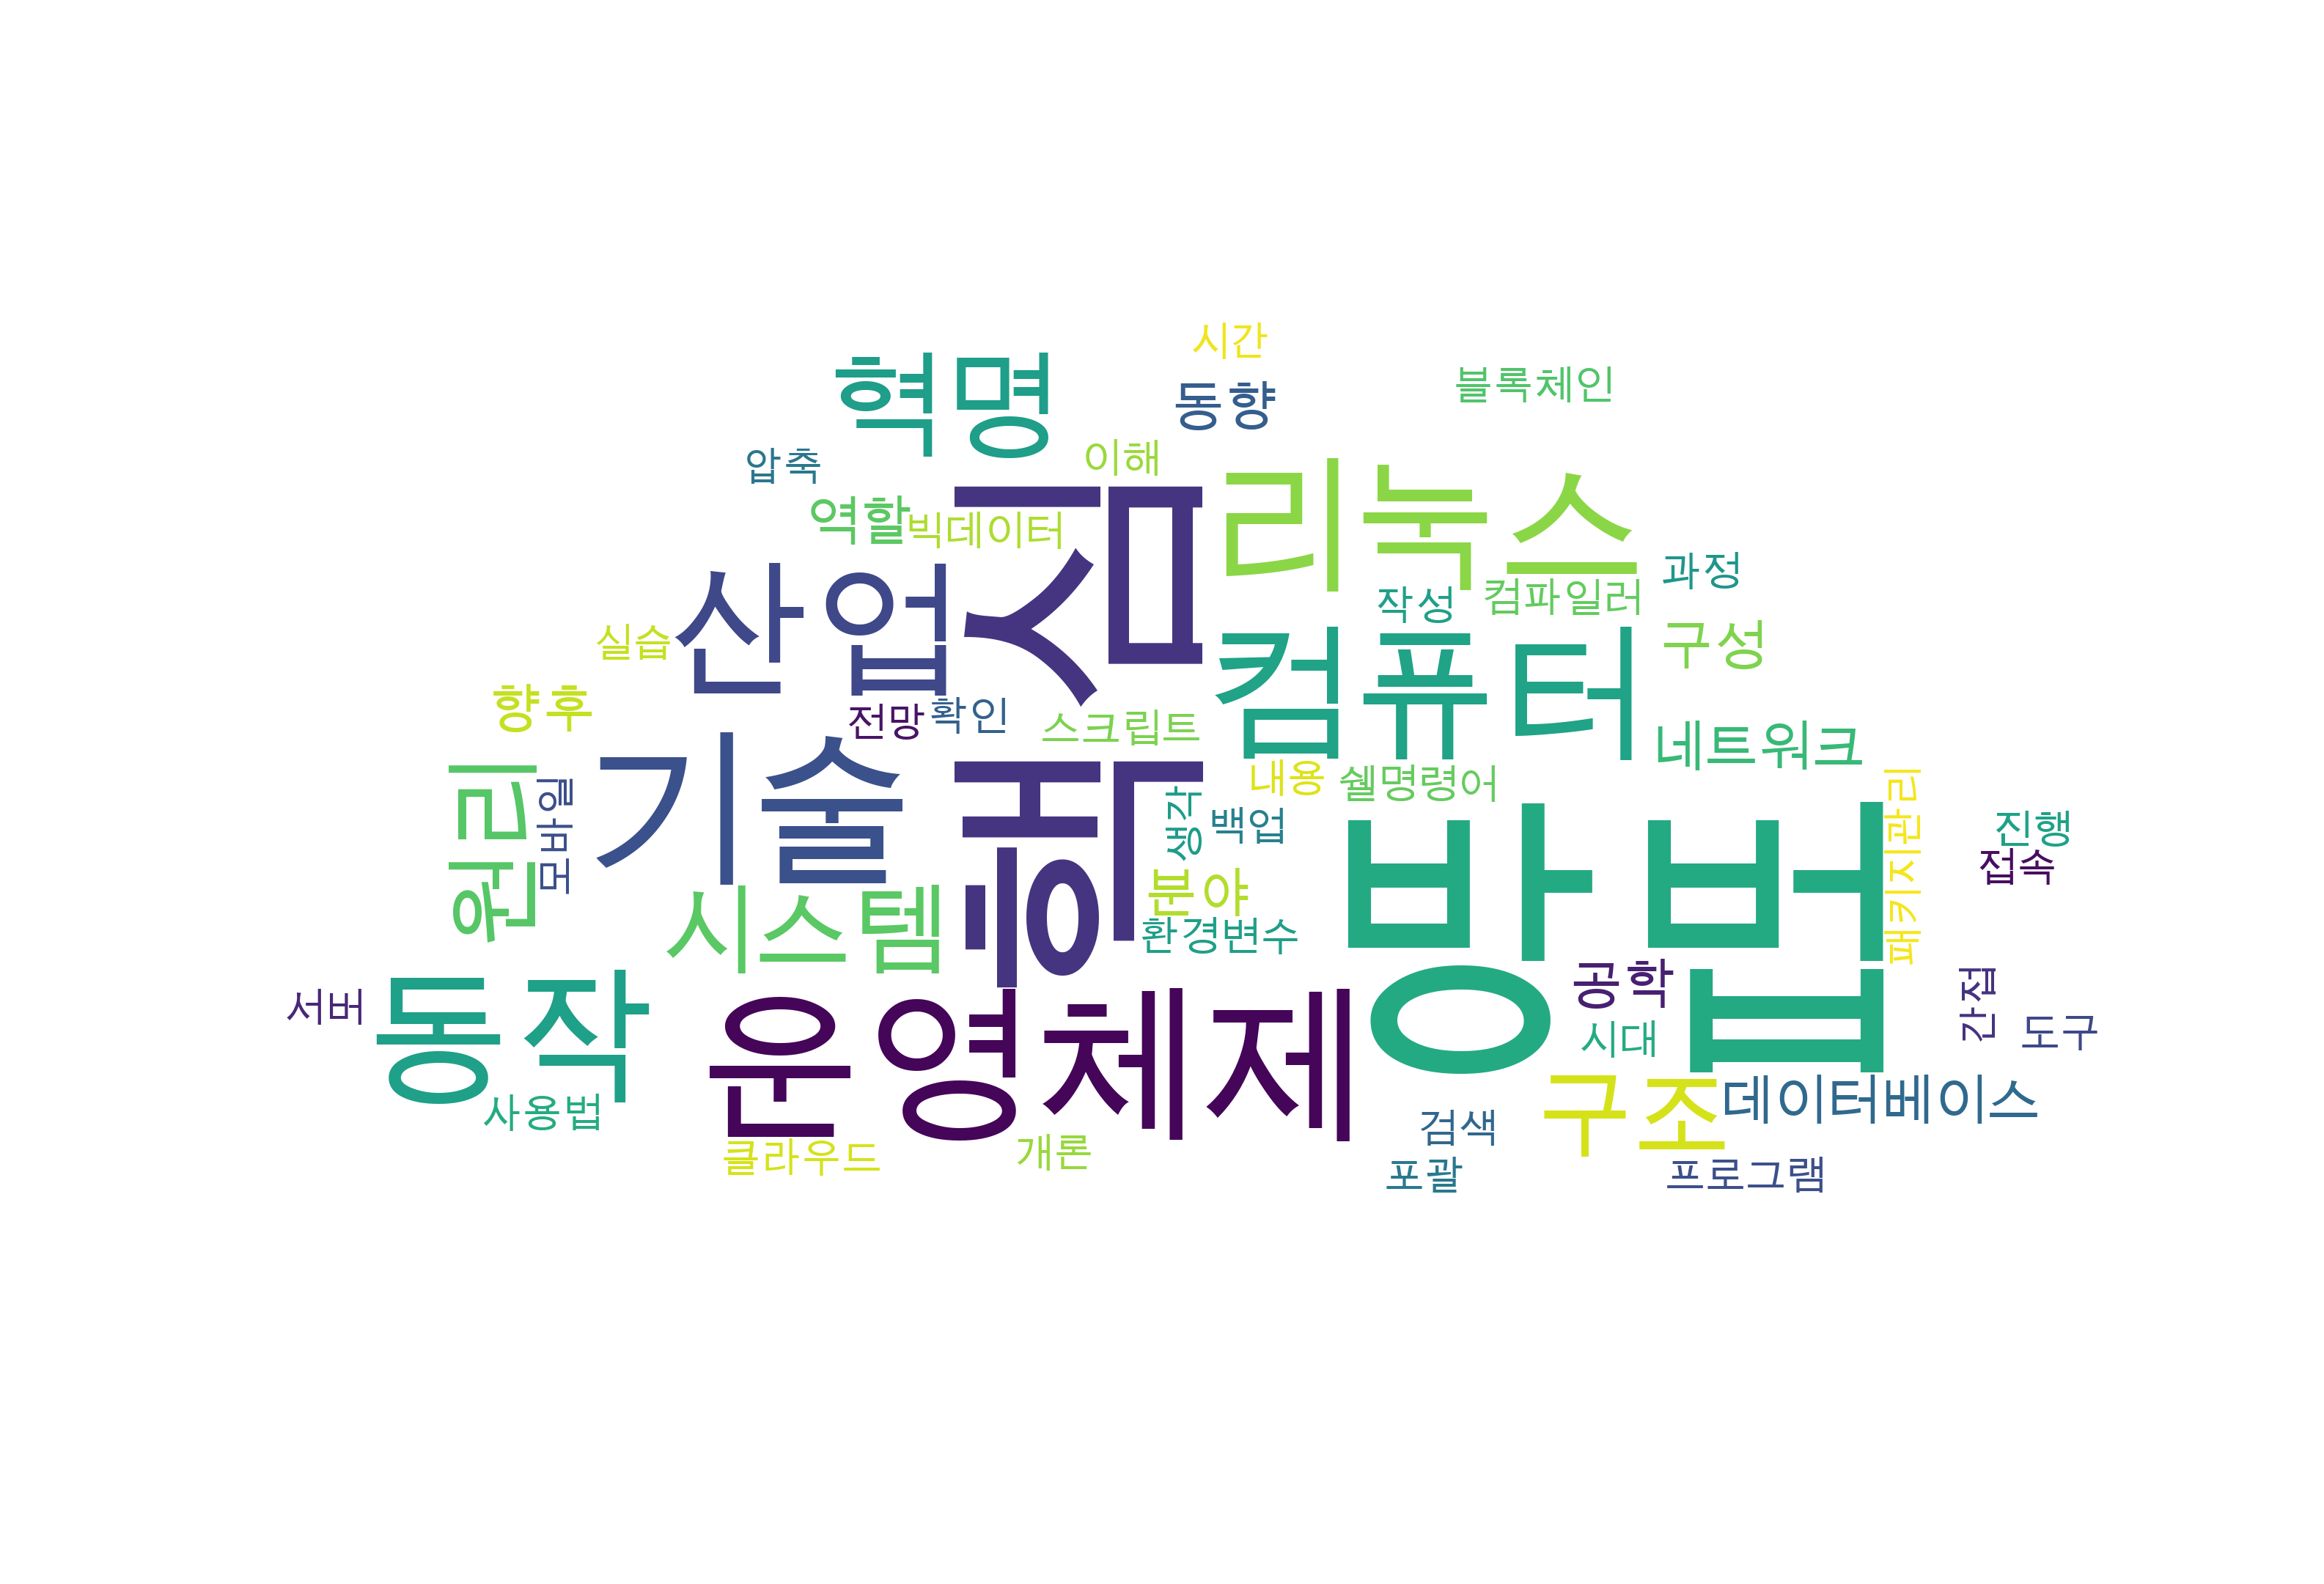 시간
혁명
동향
블록체인
이해
압축
리눅스
역할
빅데이터
핵심
산업
과정
작성
컴파일러
실습
컴퓨터
구성
향후
전망
확인
스크립트
네트워크
원리
모바일
기술
내용
쉘명령어
생각
백업
방법
패키지관리
진행
접속
분야
시스템
환경변수
서버
동작
운영체제
공학
시대
간접
도구
사용법
구조
데이터베이스
클라우드
개론
검색
포괄
프로그램